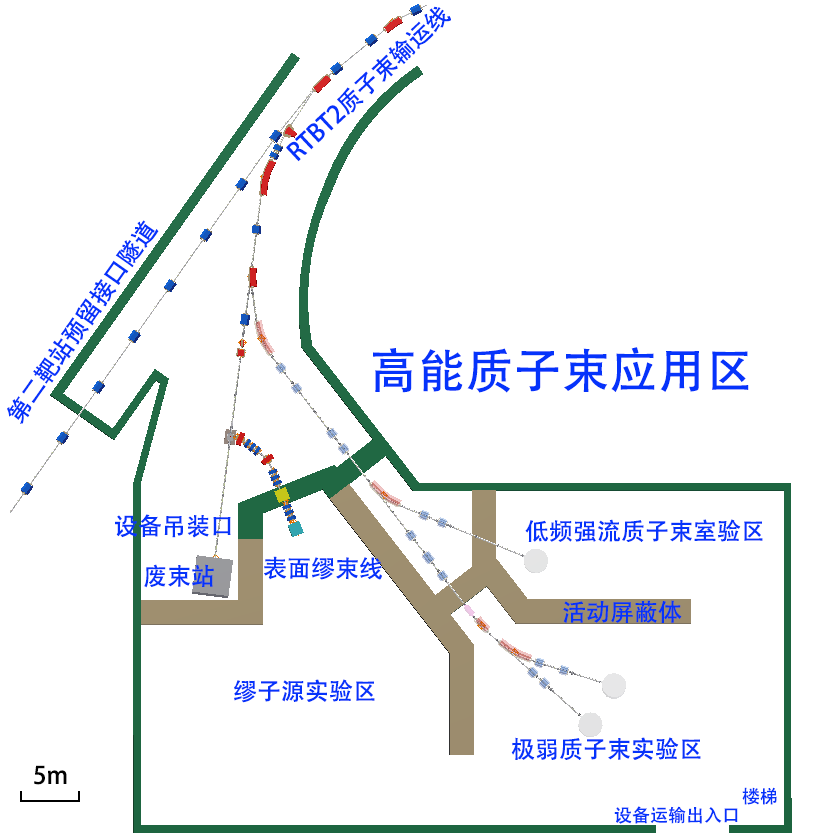 RTBT2质子束输运线
第二靶站预留接口隧道
高能质子束应用区
设备吊装口
低频强流质子束室验区
废束站
表面缪束线
活动屏蔽体
缪子源实验区
极弱质子束实验区
5m
楼梯
设备运输出入口